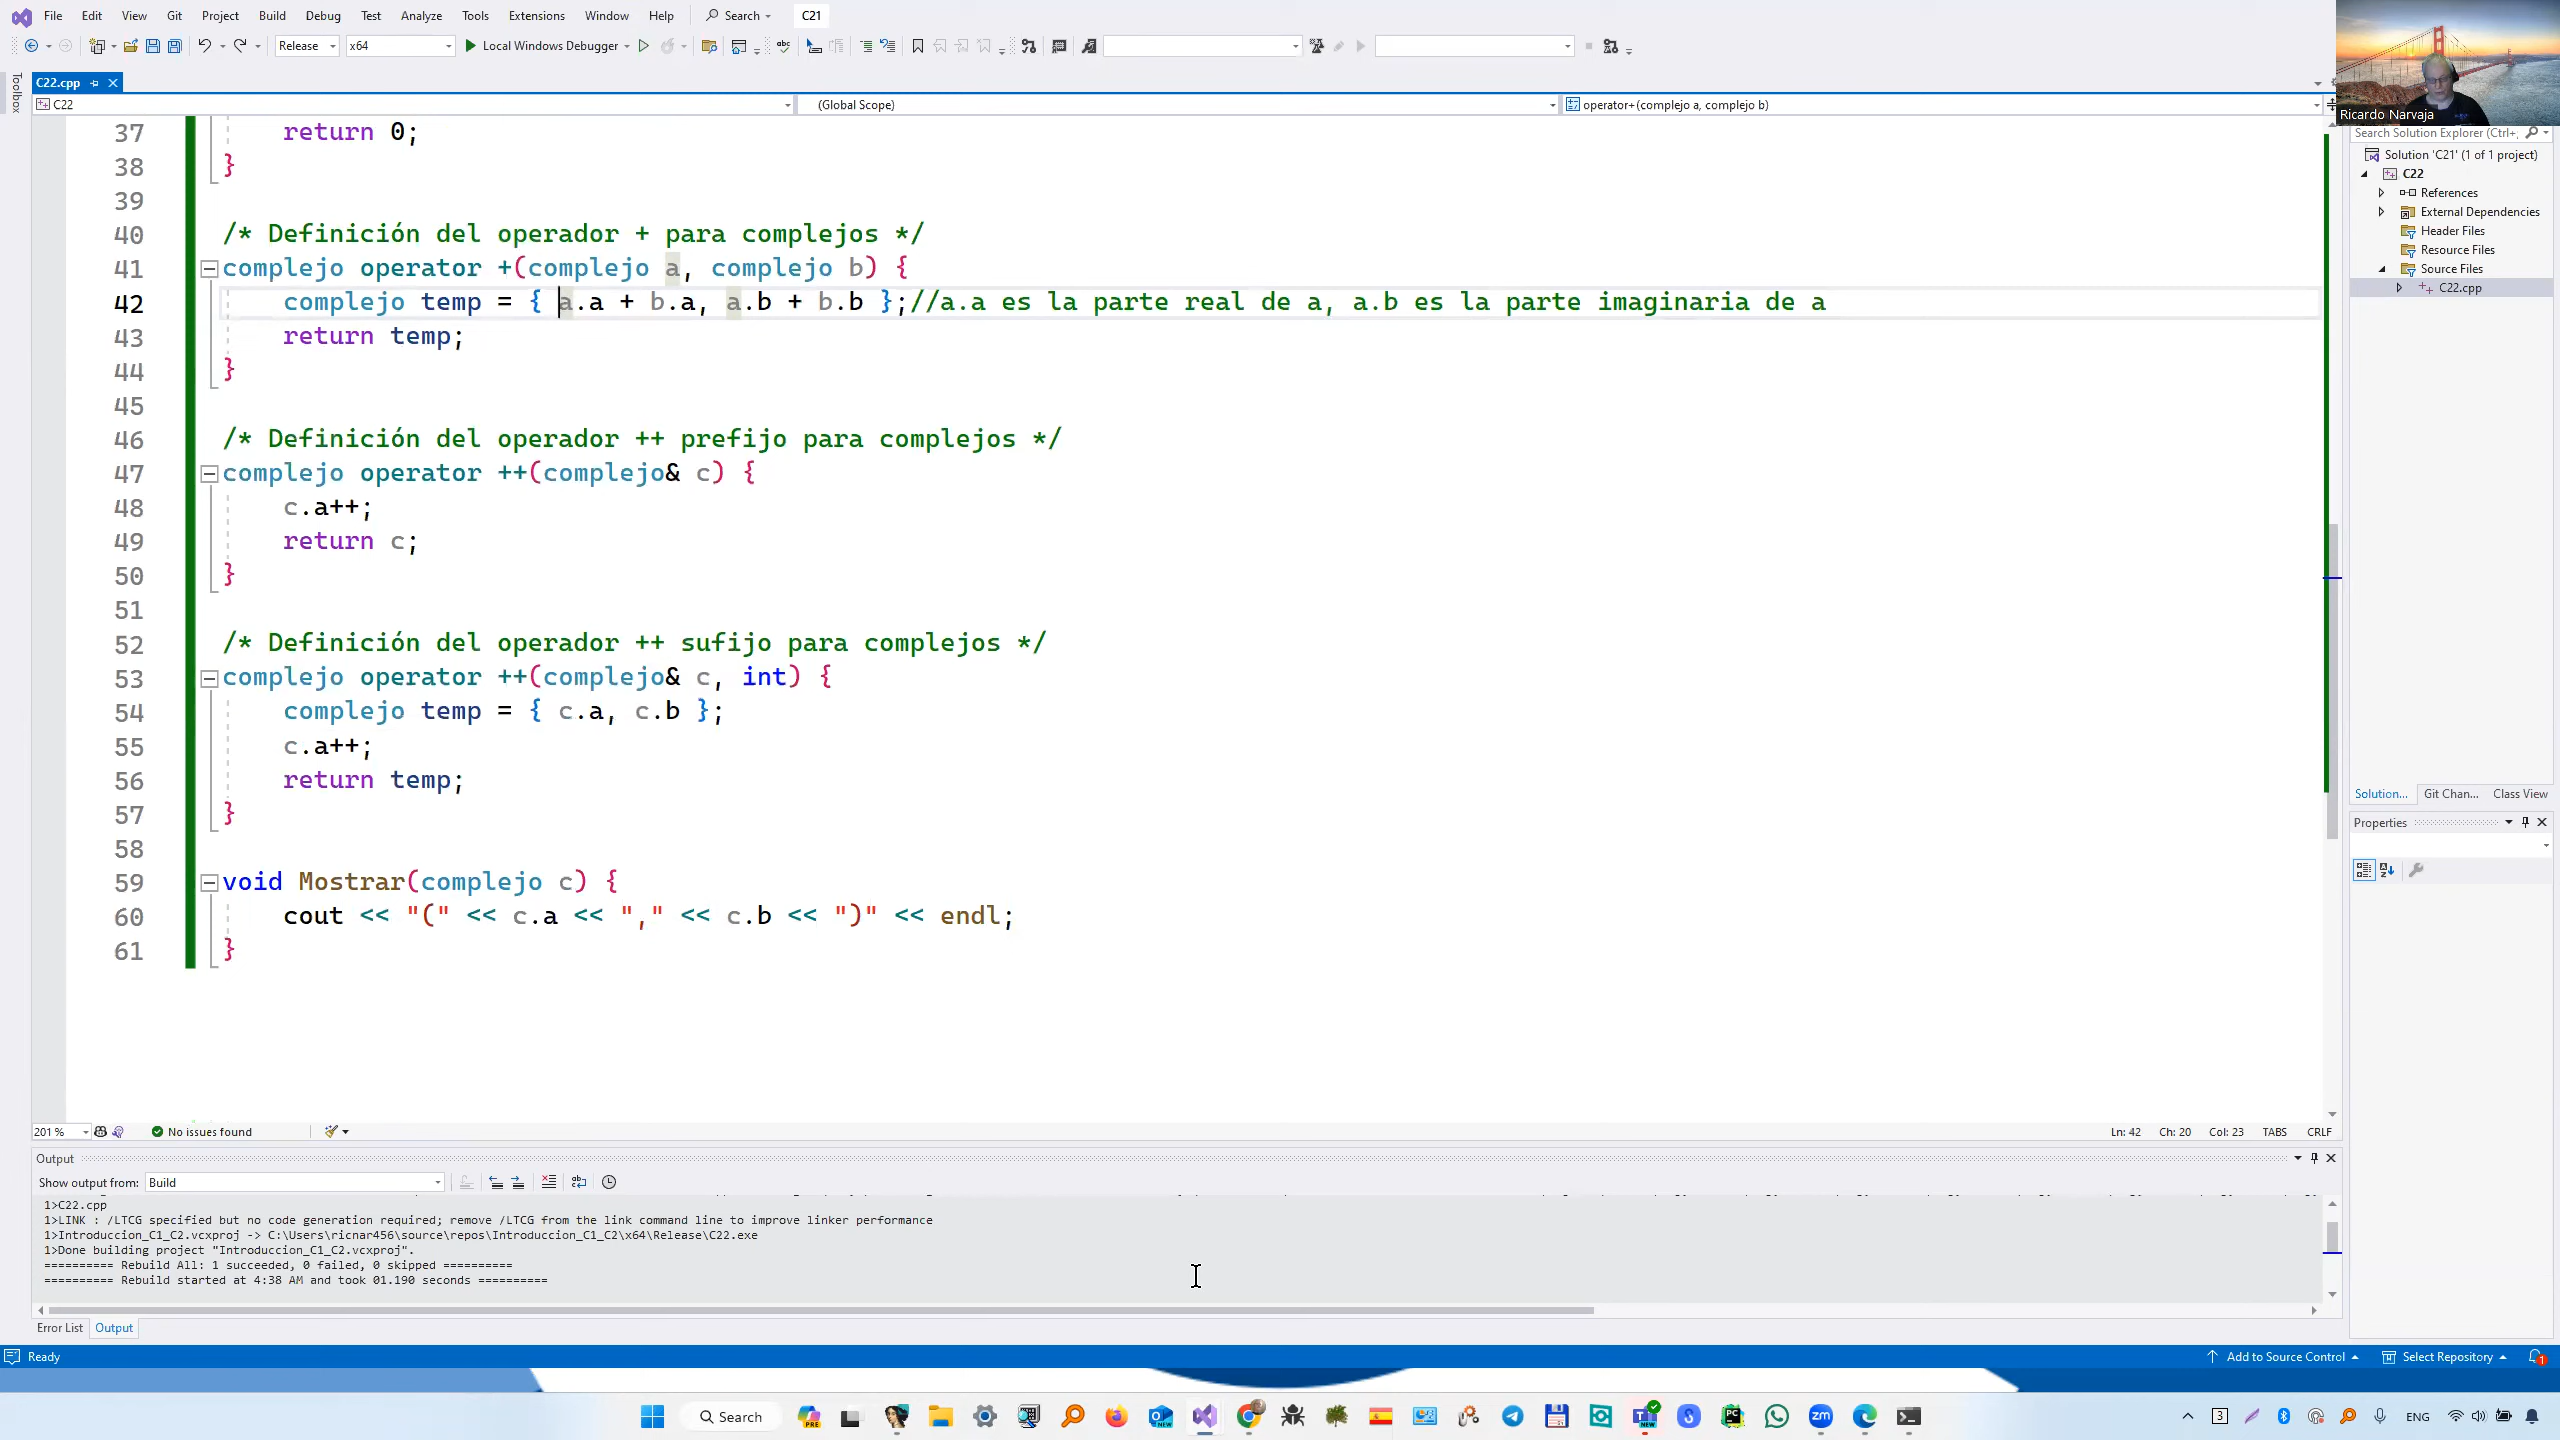 File Edit View Git Project Build Debug Test Analyze Tools Extensions Window Help Search C21
Release x64 Local Windows Debugger
Toolbox
C22.cpp
C22 (Global Scope) operator+(complejo a, complejo b)
Ricardo Narvaja
37 return 0;
38 }
39
40 /* Definición del operador + para complejos */
41 complejo operator +(complejo a, complejo b) {
42 complejo temp = { a.a + b.a, a.b + b.b };//a.a es la parte real de a, a.b es la parte imaginaria de a
43 return temp;
44 }
45
46 /* Definición del operador ++ prefijo para complejos */
47 complejo operator ++(complejo& c) {
48 c.a++;
49 return c;
50 }
51
52 /* Definición del operador ++ sufijo para complejos */
53 complejo operator ++(complejo& c, int) {
54 complejo temp = { c.a, c.b };
55 c.a++;
56 return temp;
57 }
58
59 void Mostrar(complejo c) {
60 cout << "(" << c.a << "," << c.b << ")" << endl;
61 }
201 % No issues found Ln: 42 Ch: 20 Col: 23 TABS CRLF
Output
Show output from: Build
1>C22.cpp
1>LINK : /LTCG specified but no code generation required; remove /LTCG from the link command line to improve linker performance
1>Introduccion_C1_C2.vcxproj -> C:\Users\ricnar456\source\repos\Introduccion_C1_C2\x64\Release\C22.exe
1>Done building project "Introduccion_C1_C2.vcxproj".
========== Rebuild All: 1 succeeded, 0 failed, 0 skipped ==========
========== Rebuild started at 4:38 AM and took 01.190 seconds ==========
Error List Output
Search Solution Explorer (Ctrl+;
Solution 'C21' (1 of 1 project)
C22
References
External Dependencies
Header Files
Resource Files
Source Files
C22.cpp
Solution... Git Chan... Class View
Properties
Ready Add to Source Control Select Repository 1
Search PRE NEW NEW zm 3 ENG